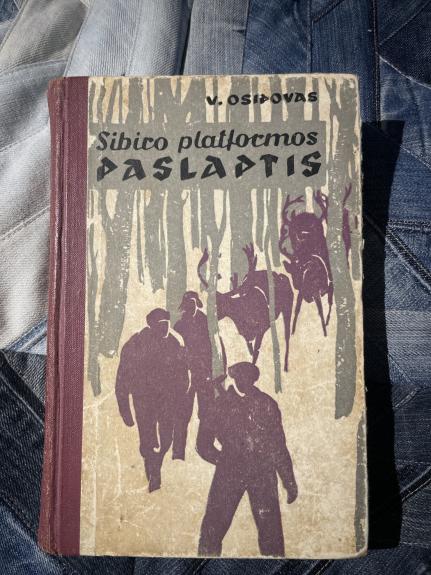 V. OSIPOVAS
Sibiro platformos
PASLAPTIS